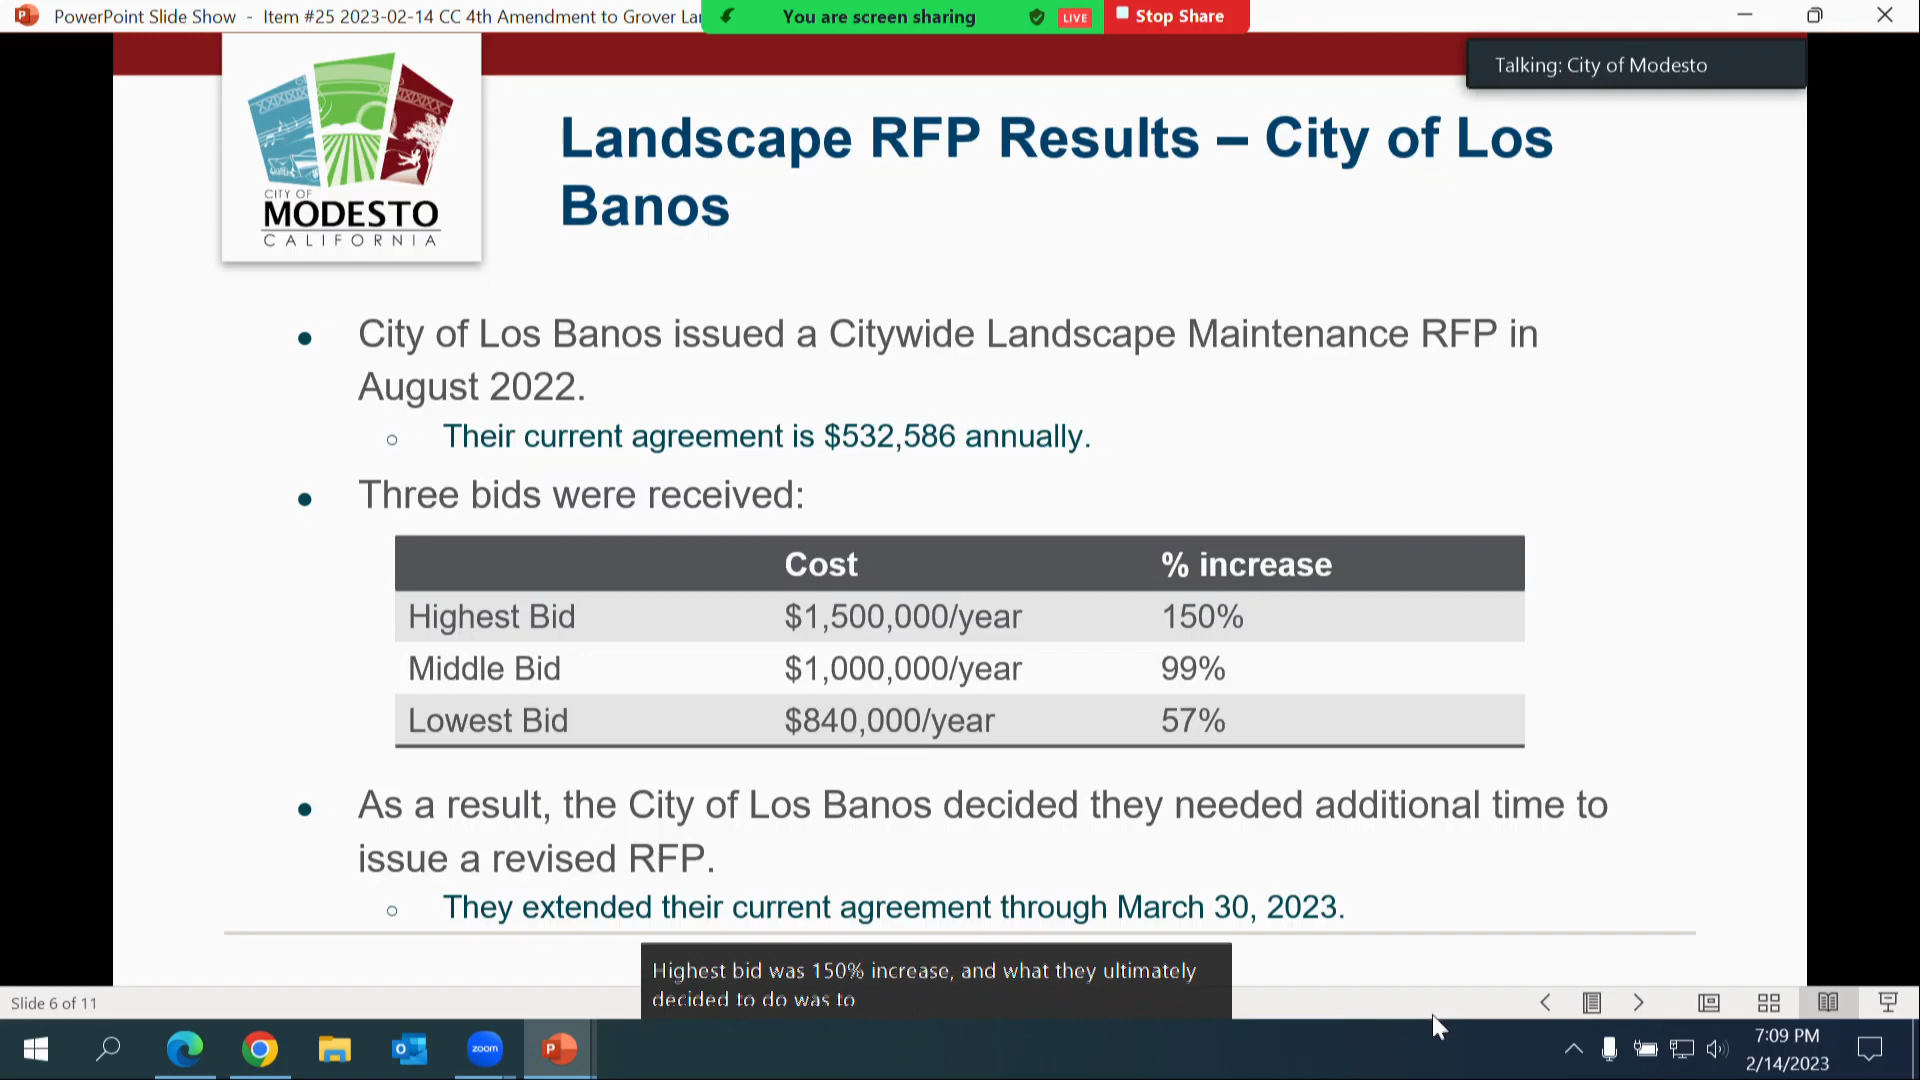 PowerPoint Slide Show - Item #25 2023-02-14 CC 4th Amendment to Grover
You are screen sharing
LIVE
Stop Share
Talking: City of Modesto
CITY OF
MODESTO
CALIFORNIA
Landscape RFP Results – City of Los
Banos
• City of Los Banos issued a Citywide Landscape Maintenance RFP in
August 2022.
○ Their current agreement is $532,586 annually.
• Three bids were received:
Cost % increase
Highest Bid $1,500,000/year 150%
Middle Bid $1,000,000/year 99%
Lowest Bid $840,000/year 57%
• As a result, the City of Los Banos decided they needed additional time to
issue a revised RFP.
○ They extended their current agreement through March 30, 2023.
Highest bid was 150% increase, and what they ultimately
decided to do was to
Slide 6 of 11
zoom
7:09 PM
2/14/2023